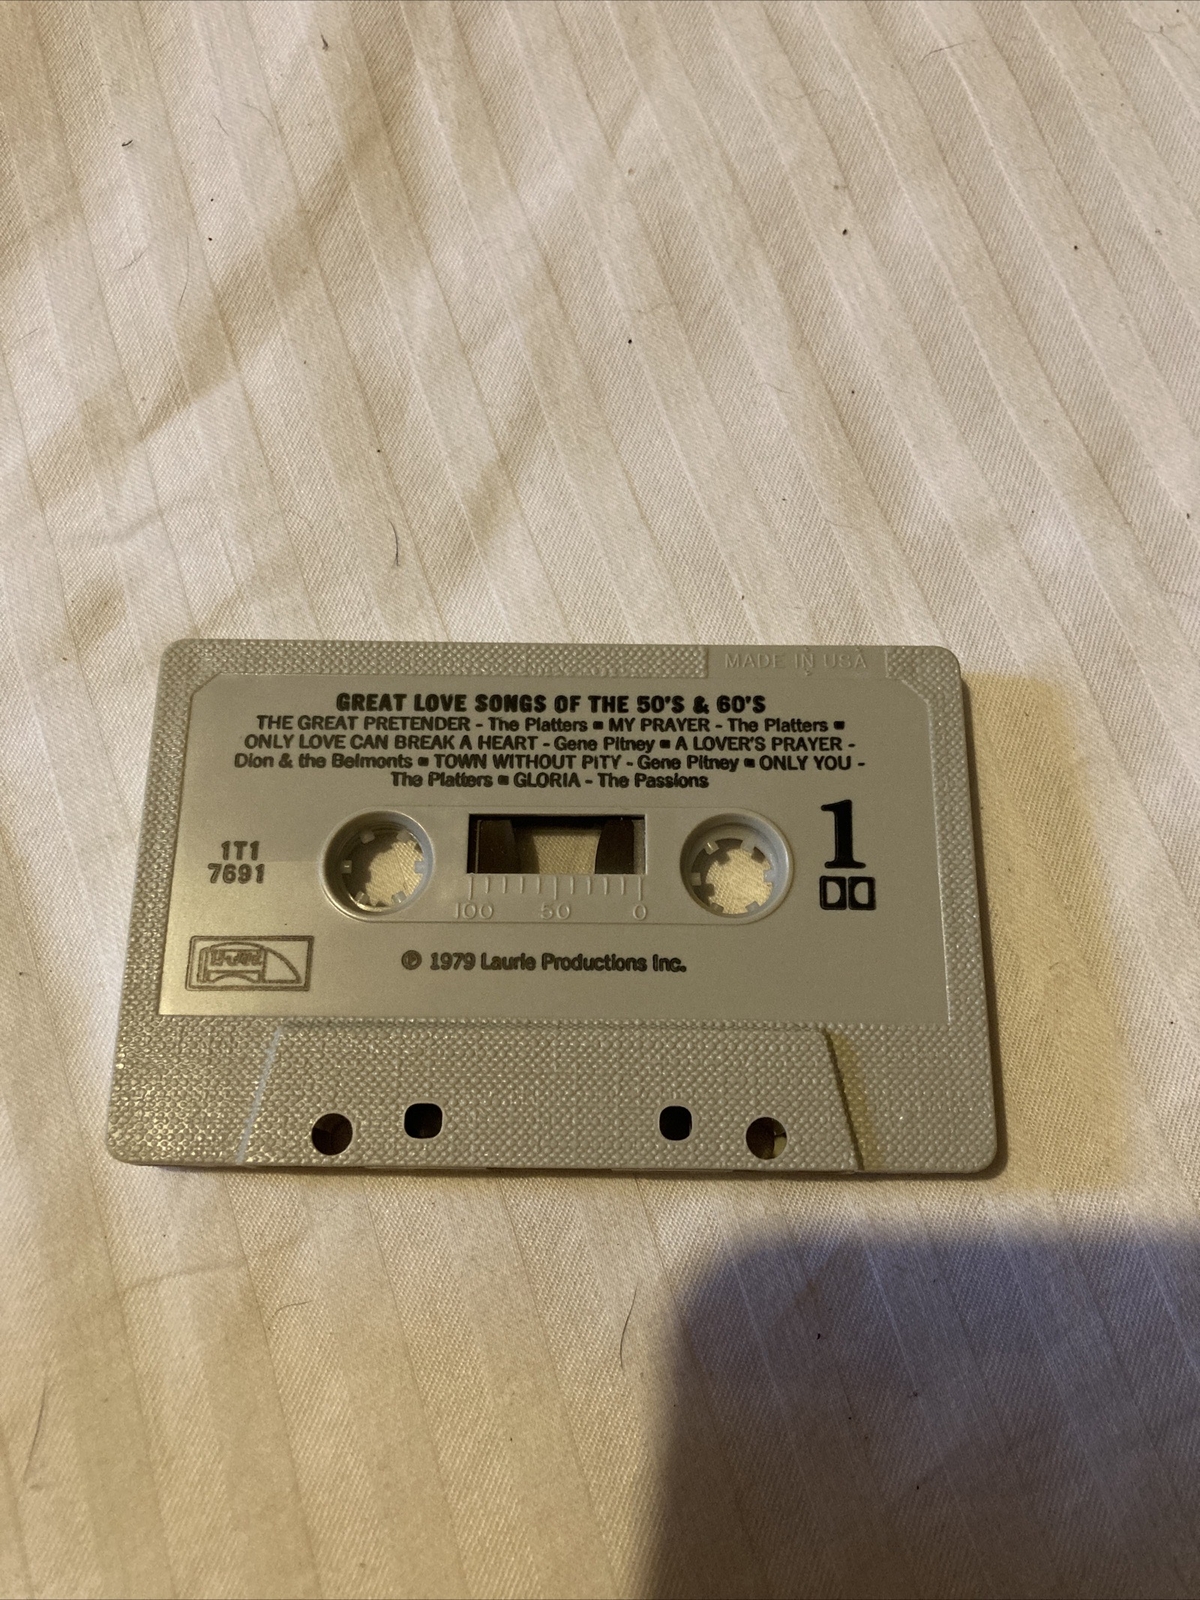 MADE IN USA
GREAT LOVE SONGS OF THE 50'S & 60'S
THE GREAT PRETENDER - The Platters ■ MY PRAYER - The Platters ■
ONLY LOVE CAN BREAK A HEART - Gene Pitney ■ A LOVER'S PRAYER -
Dion & the Belmonts ■ TOWN WITHOUT PITY - Gene Pitney ■ ONLY YOU -
The Platters ■ GLORIA - The Passions
1
1T1
7691
100 50 0
℗ 1979 Laurie Productions Inc.